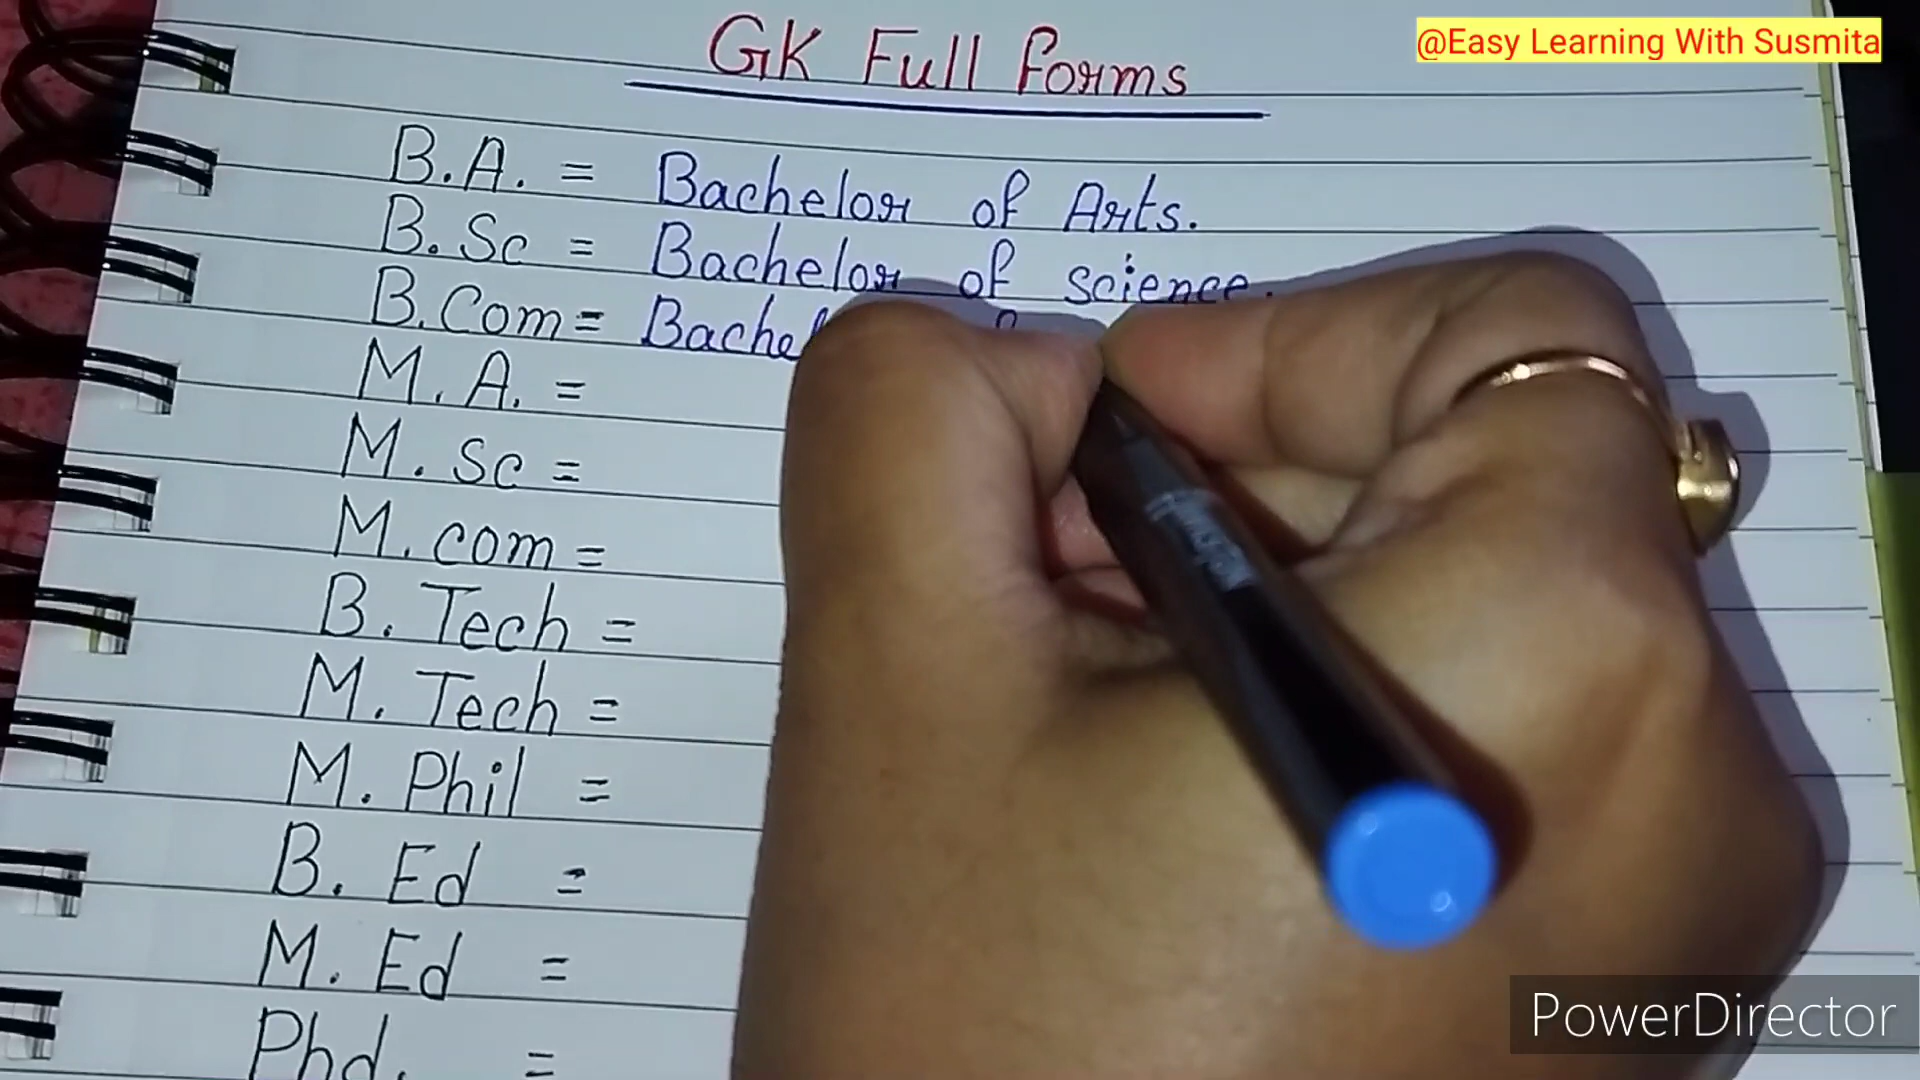 GK Full Forms
@Easy Learning With Susmita
B.A. = Bachelor of Arts.
B.Sc = Bachelor of science.
B.Com =
M.A. =
M.Sc =
M.com =
B.Tech =
M.Tech =
M.Phil =
B.Ed =
M.Ed =
Phd. =
PowerDirector